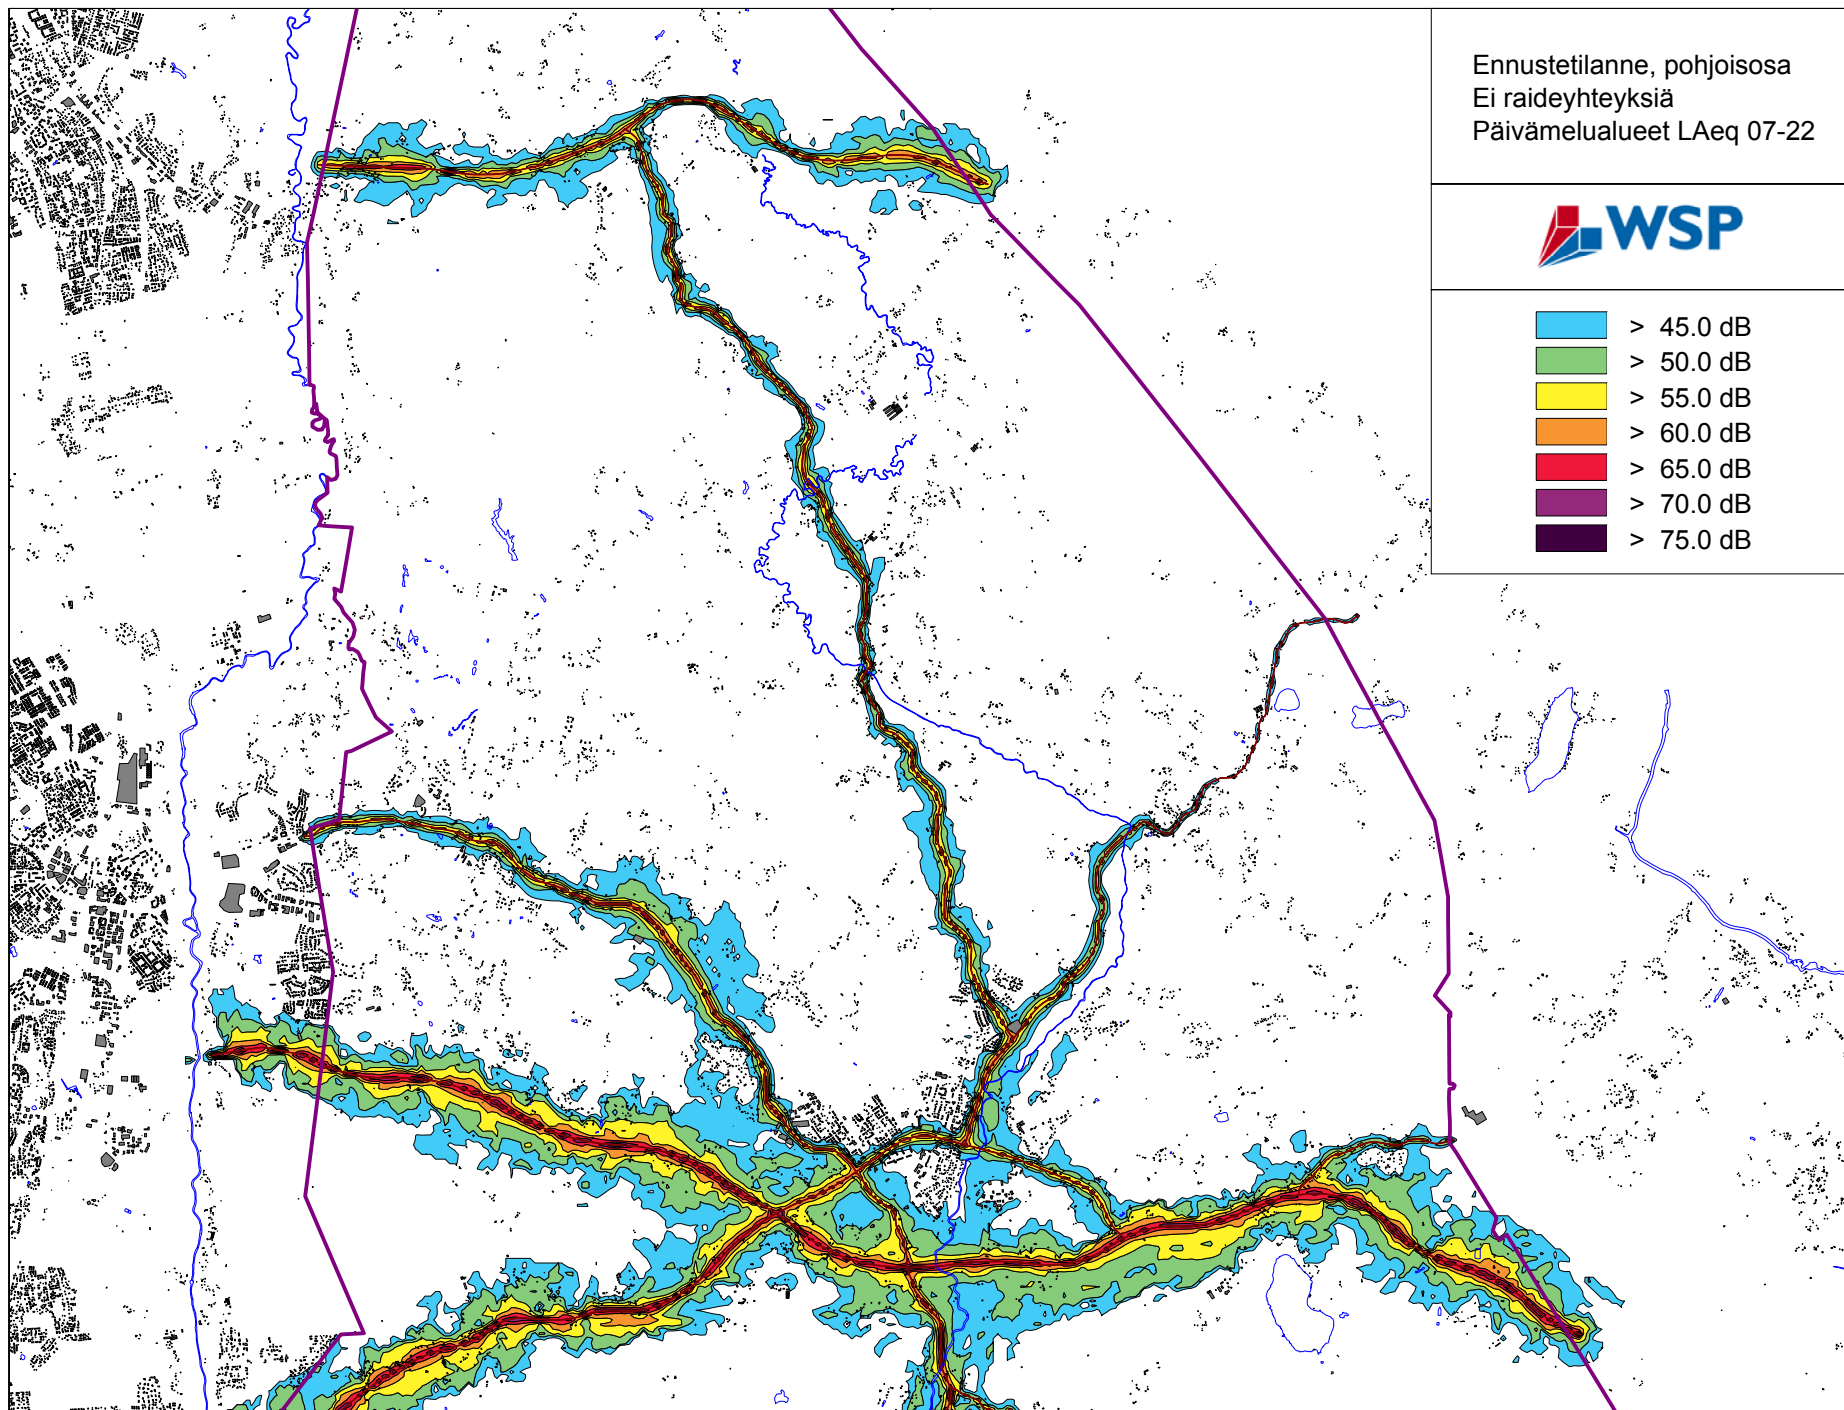 Ennustetilanne, pohjoisosa
Ei raideyhteyksiä
Päivämelualueet LAeq 07-22
WSP
> 45.0 dB
> 50.0 dB
> 55.0 dB
> 60.0 dB
> 65.0 dB
> 70.0 dB
> 75.0 dB